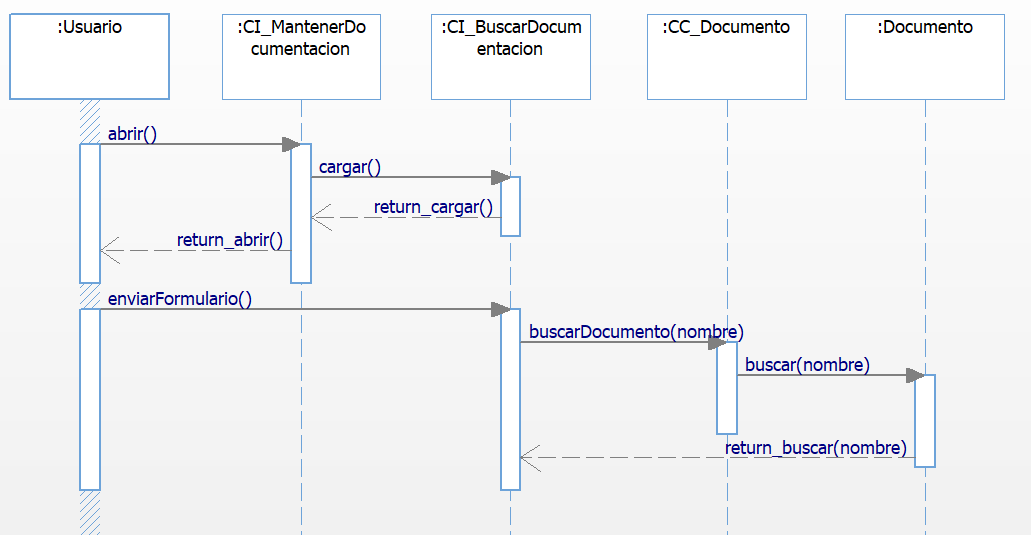 :Usuario
:CI_MantenerDo
cumentacion
:CI_BuscarDocum
entacion
:CC_Documento
:Documento
abrir()
cargar()
return_cargar()
return_abrir()
enviarFormulario()
buscarDocumento(nombre)
buscar(nombre)
return_buscar(nombre)